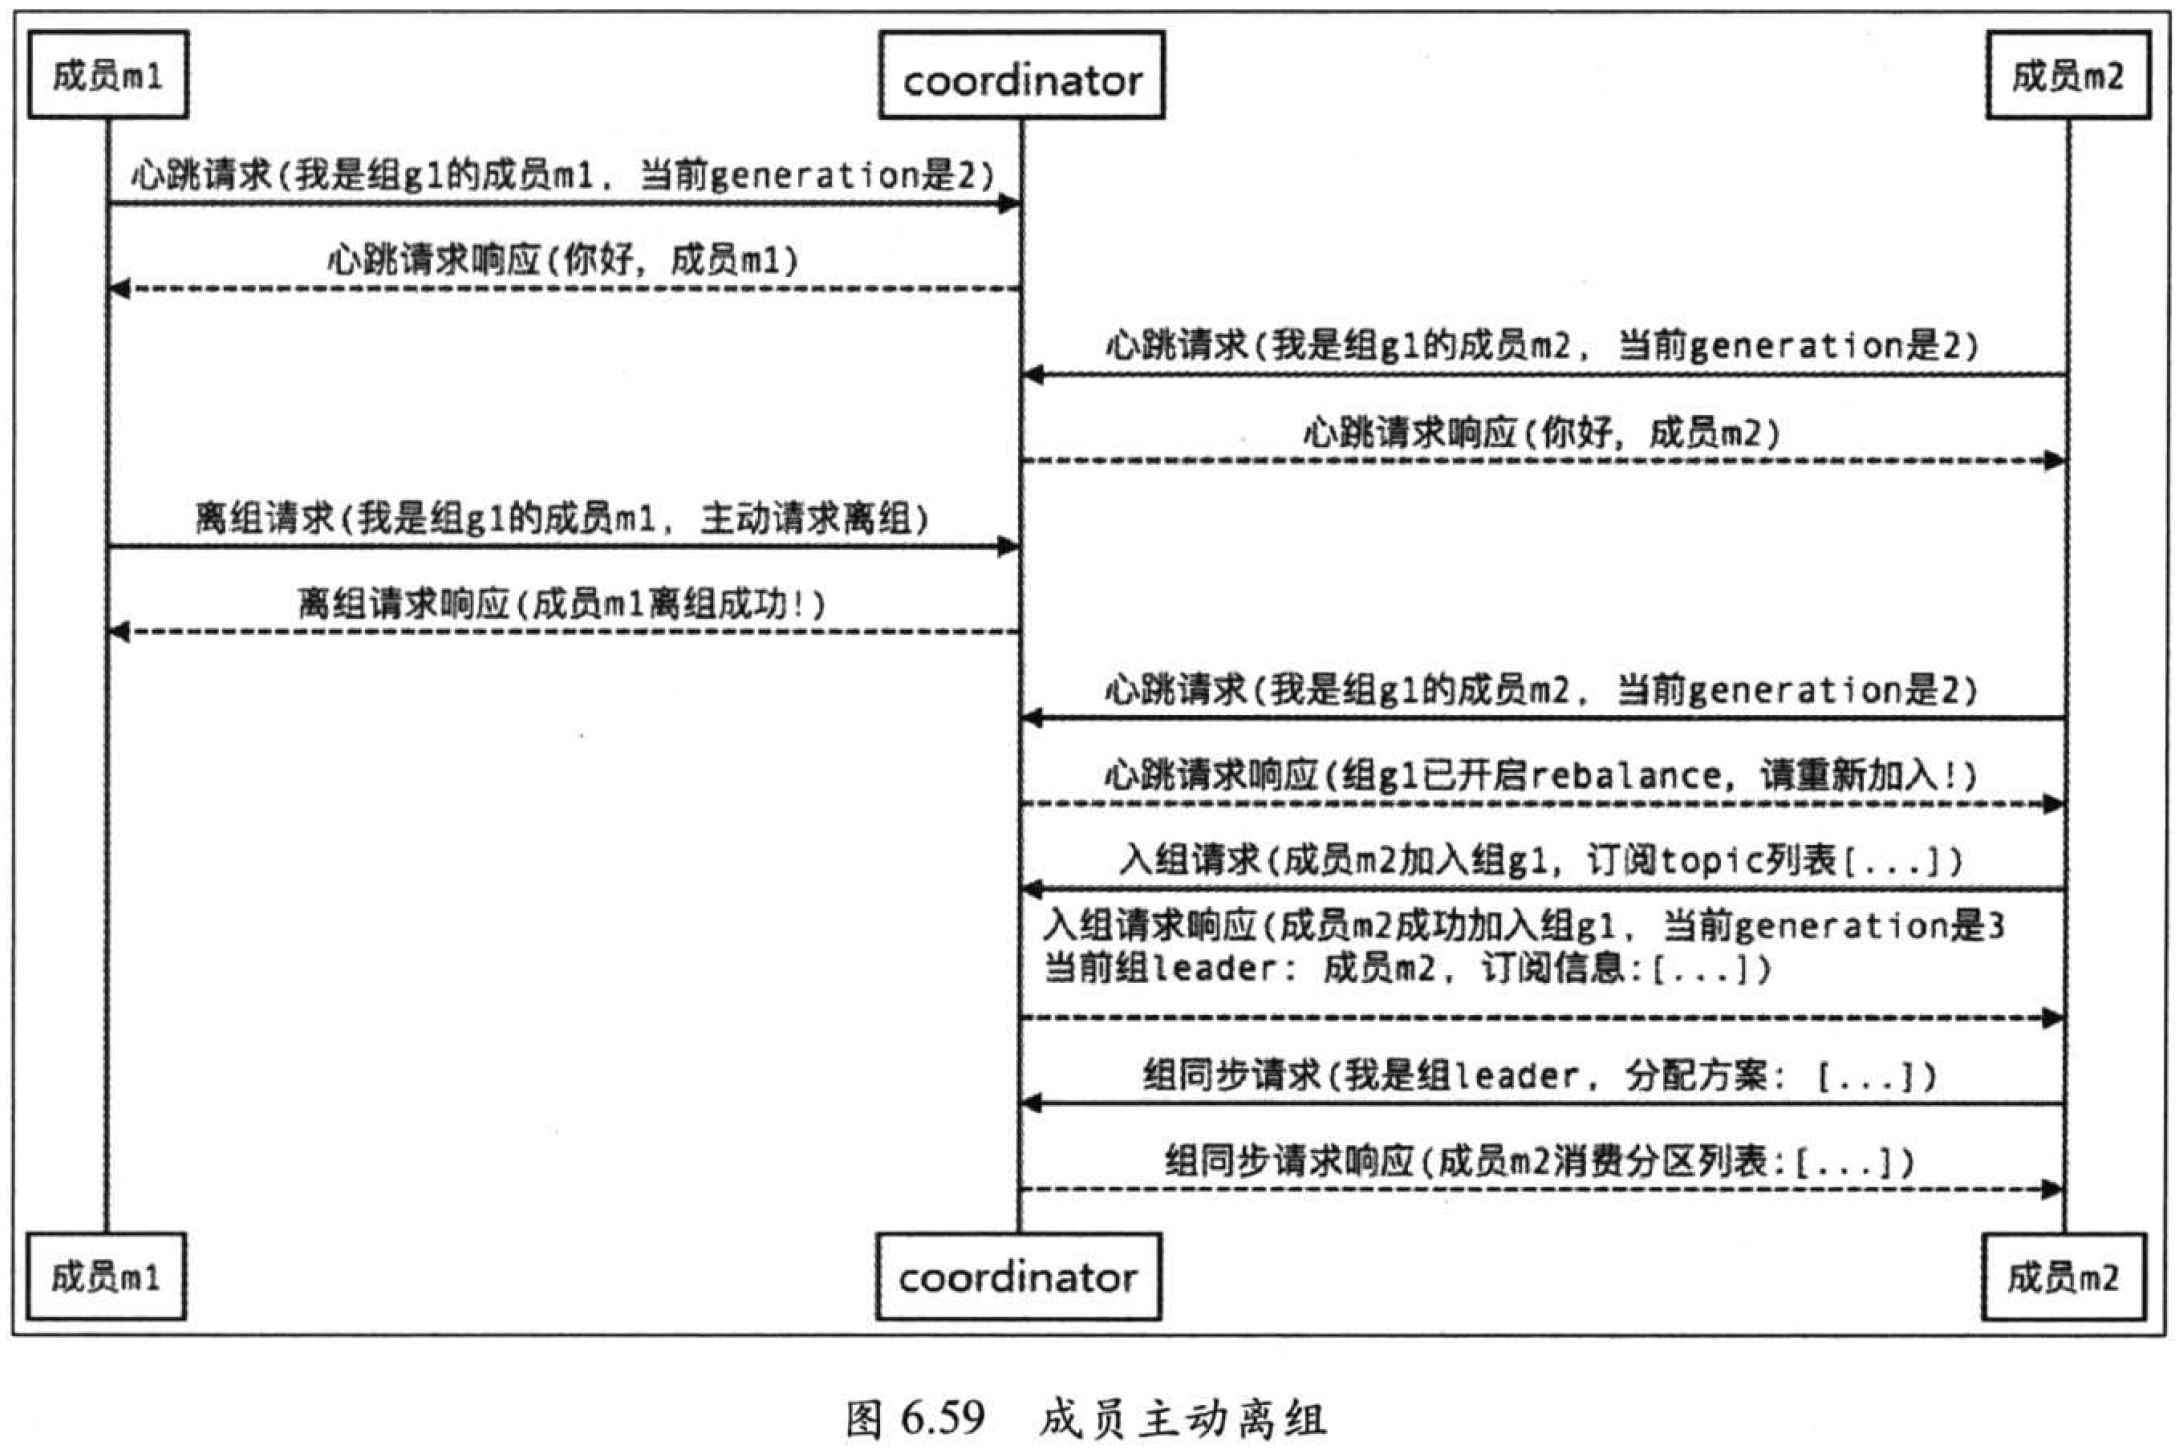 成员m1
coordinator
成员m2
心跳请求(我是组g1的成员m1, 当前generation是2)
心跳请求响应(你好, 成员m1)
心跳请求(我是组g1的成员m2, 当前generation是2)
心跳请求响应(你好, 成员m2)
离组请求(我是组g1的成员m1, 主动请求离组)
离组请求响应(成员m1离组成功!)
心跳请求(我是组g1的成员m2, 当前generation是2)
心跳请求响应(组g1已开启rebalance, 请重新加入!)
入组请求(成员m2加入组g1, 订阅topic列表[...])
入组请求响应(成员m2成功加入组g1, 当前generation是3
当前组leader: 成员m2, 订阅信息:[...])
组同步请求(我是组leader, 分配方案: [...])
组同步请求响应(成员m2消费分区列表:[...])
成员m1
coordinator
成员m2
图 6.59 成员主动离组